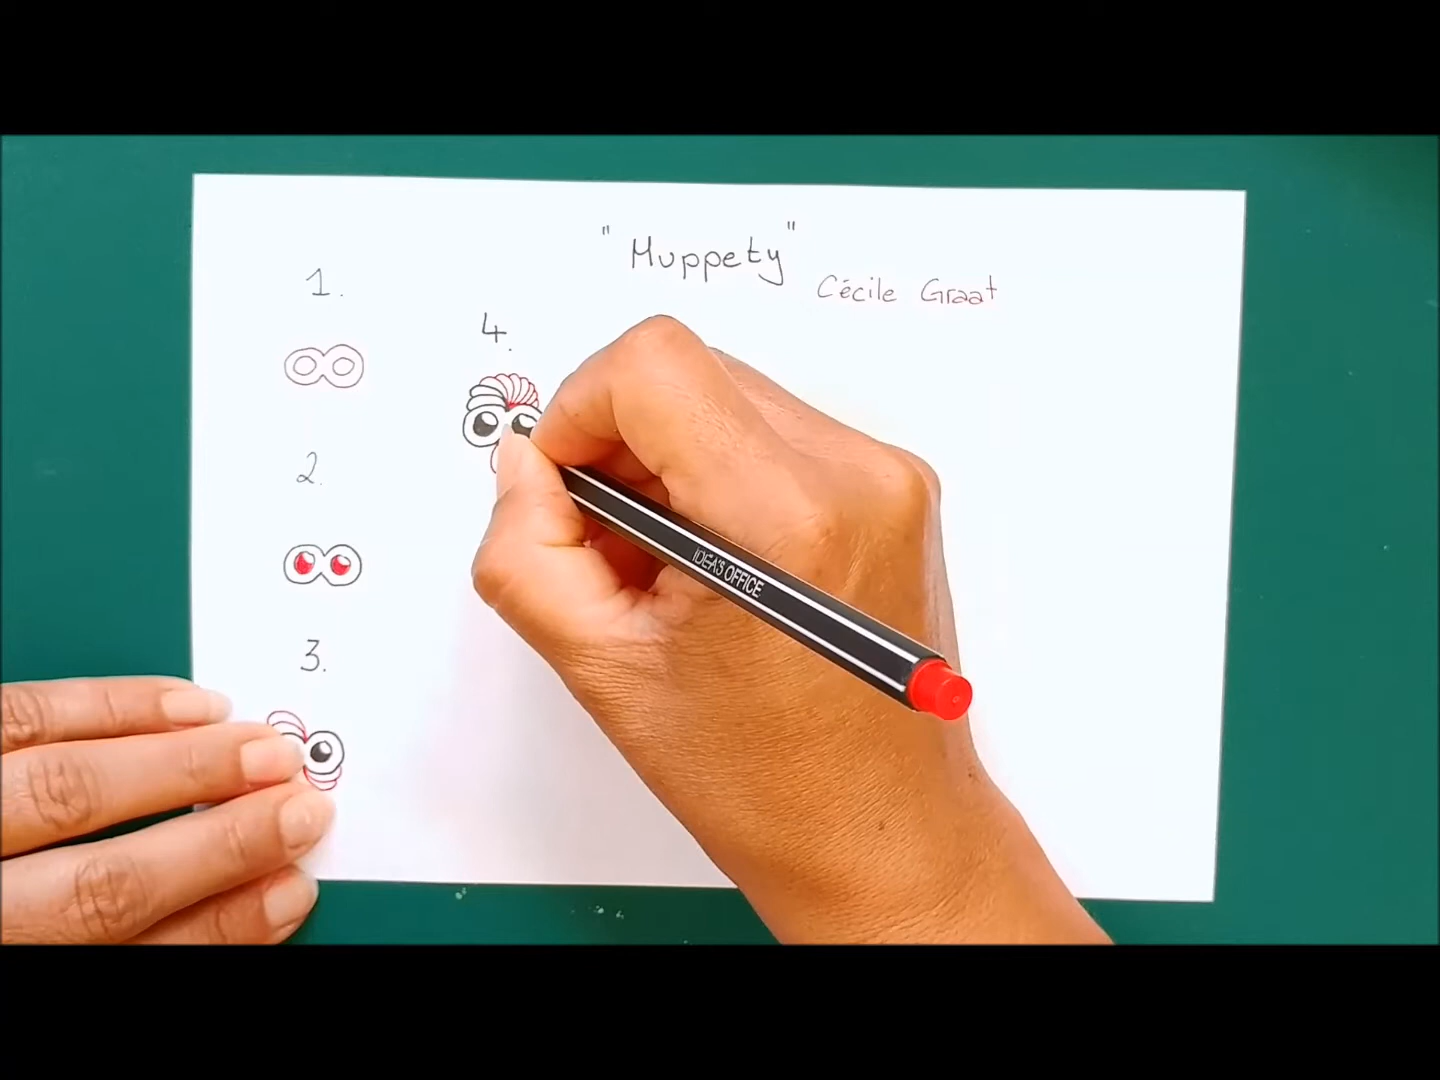 "Muppety"
Cécile Graat
1.
2.
3.
4.
IDEA'S OFFICE